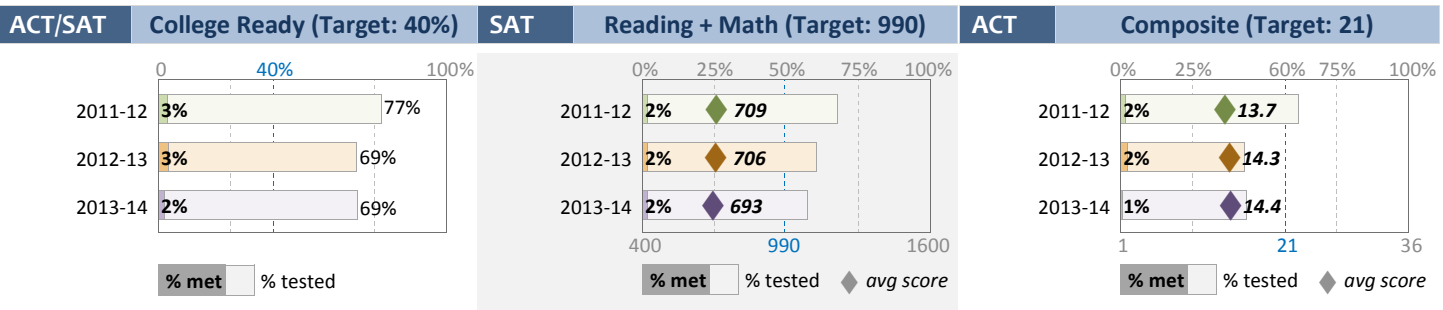 ACT/SAT College Ready (Target: 40%)
0 40% 100%
2011-12 3% 77%
2012-13 3% 69%
2013-14 2% 69%
% met % tested
SAT Reading + Math (Target: 990)
0% 25% 50% 75% 100%
2011-12 2% 709
2012-13 2% 706
2013-14 2% 693
400 990 1600
% met % tested avg score
ACT Composite (Target: 21)
0% 25% 60% 75% 100%
2011-12 2% 13.7
2012-13 2% 14.3
2013-14 1% 14.4
1 21 36
% met % tested avg score